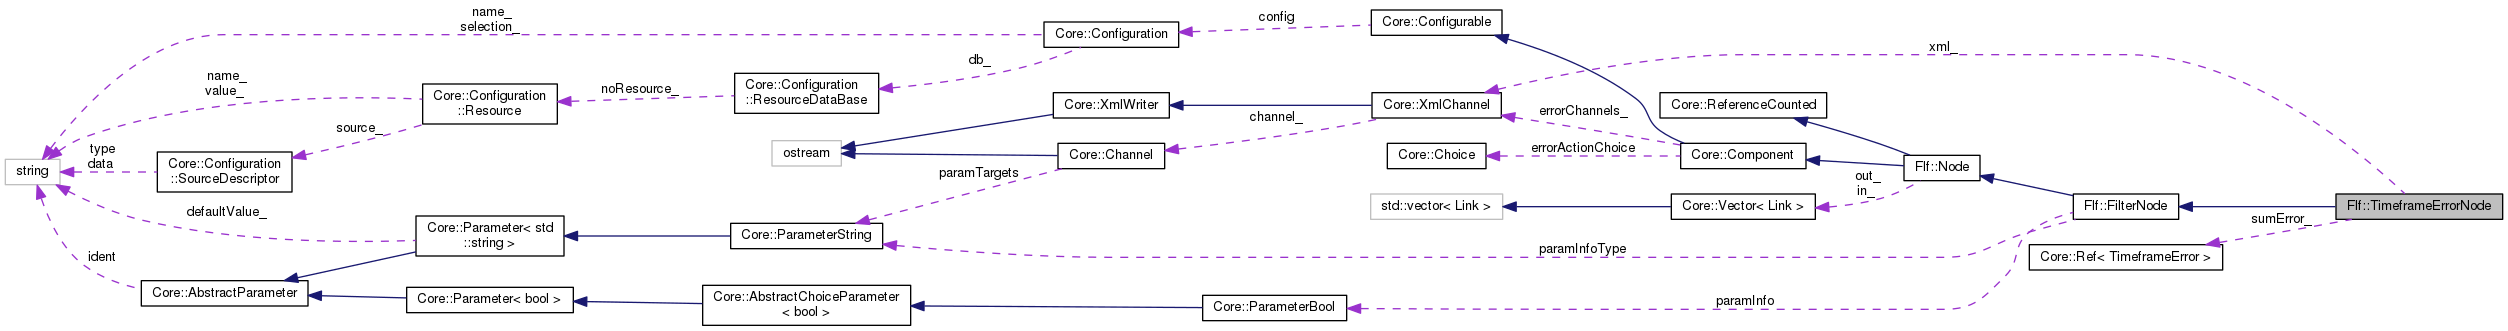 name_
selection_
config
Core::Configurable
Core::Configuration
xml_
db_
name_
value_
noResource_
Core::Configuration
::ResourceDataBase
Core::Configuration
::Resource
Core::XmlWriter
Core::XmlChannel
Core::ReferenceCounted
errorChannels_
channel_
source_
type
data
string
Core::Configuration
::SourceDescriptor
ostream
Core::Channel
Core::Choice
errorActionChoice
Core::Component
Flf::Node
paramTargets
out_
in_
defaultValue_
std::vector< Link >
Core::Vector< Link >
Flf::FilterNode
Flf::TimeframeErrorNode
sumError_
Core::Parameter< std
::string >
Core::ParameterString
paramInfoType
Core::Ref< TimeframeError >
ident
Core::AbstractParameter
Core::Parameter< bool >
Core::AbstractChoiceParameter
< bool >
Core::ParameterBool
paramInfo